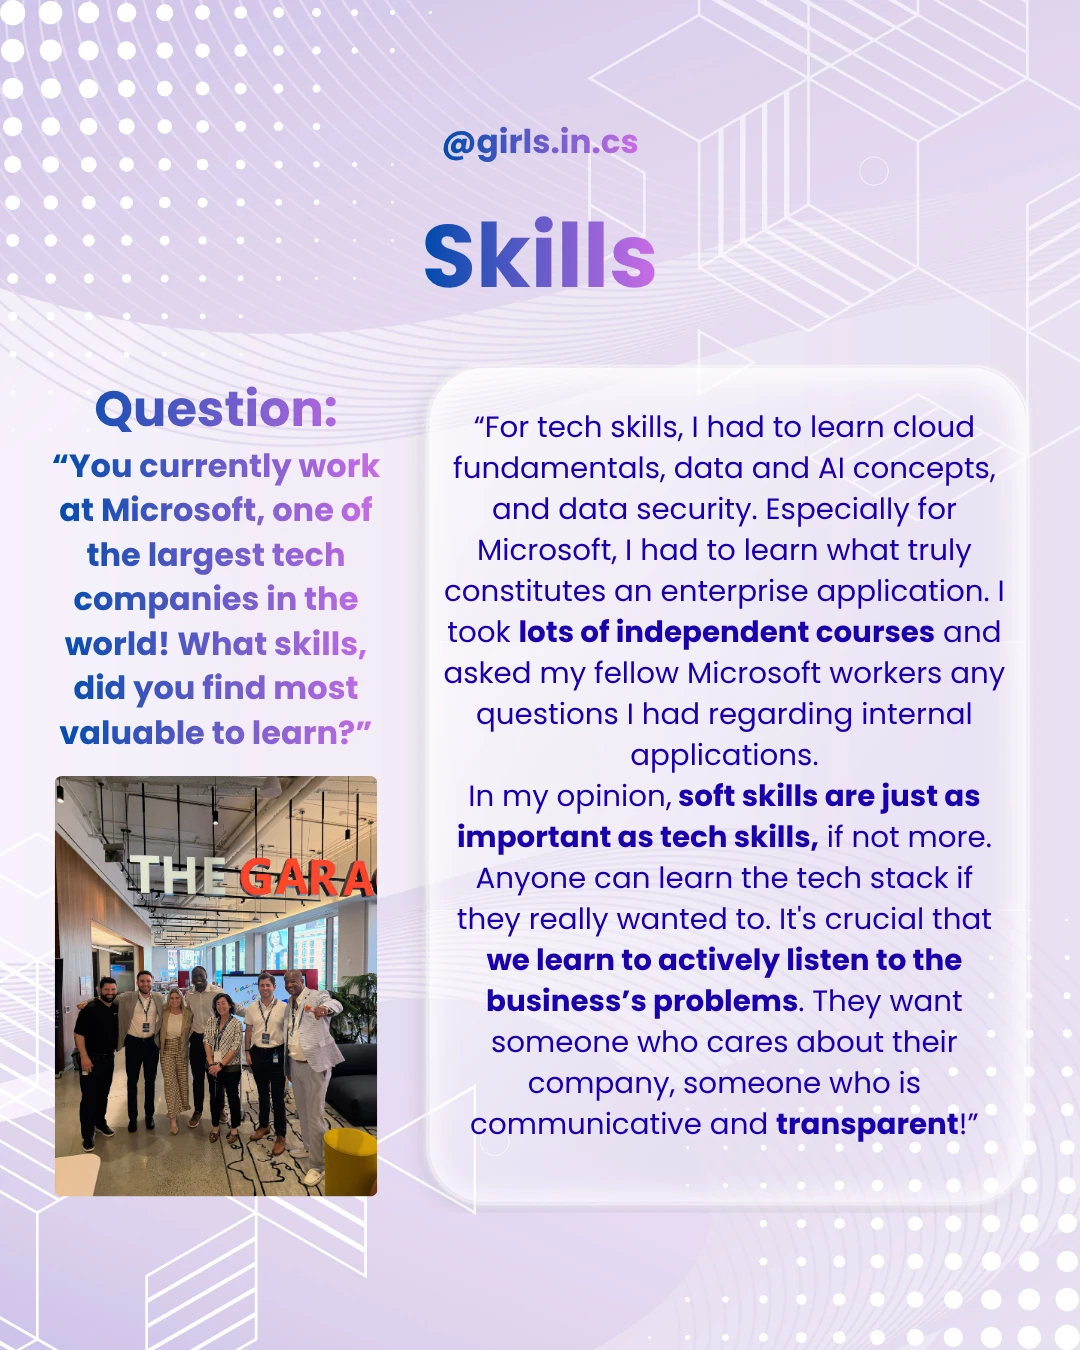 @girls.in.cs
Skills
Question:
“You currently work
at Microsoft, one of
the largest tech
companies in the
world! What skills,
did you find most
valuable to learn?”
THE GARA
“For tech skills, I had to learn cloud
fundamentals, data and AI concepts,
and data security. Especially for
Microsoft, I had to learn what truly
constitutes an enterprise application. I
took lots of independent courses and
asked my fellow Microsoft workers any
questions I had regarding internal
applications.
In my opinion, soft skills are just as
important as tech skills, if not more.
Anyone can learn the tech stack if
they really wanted to. It's crucial that
we learn to actively listen to the
business’s problems. They want
someone who cares about their
company, someone who is
communicative and transparent!”